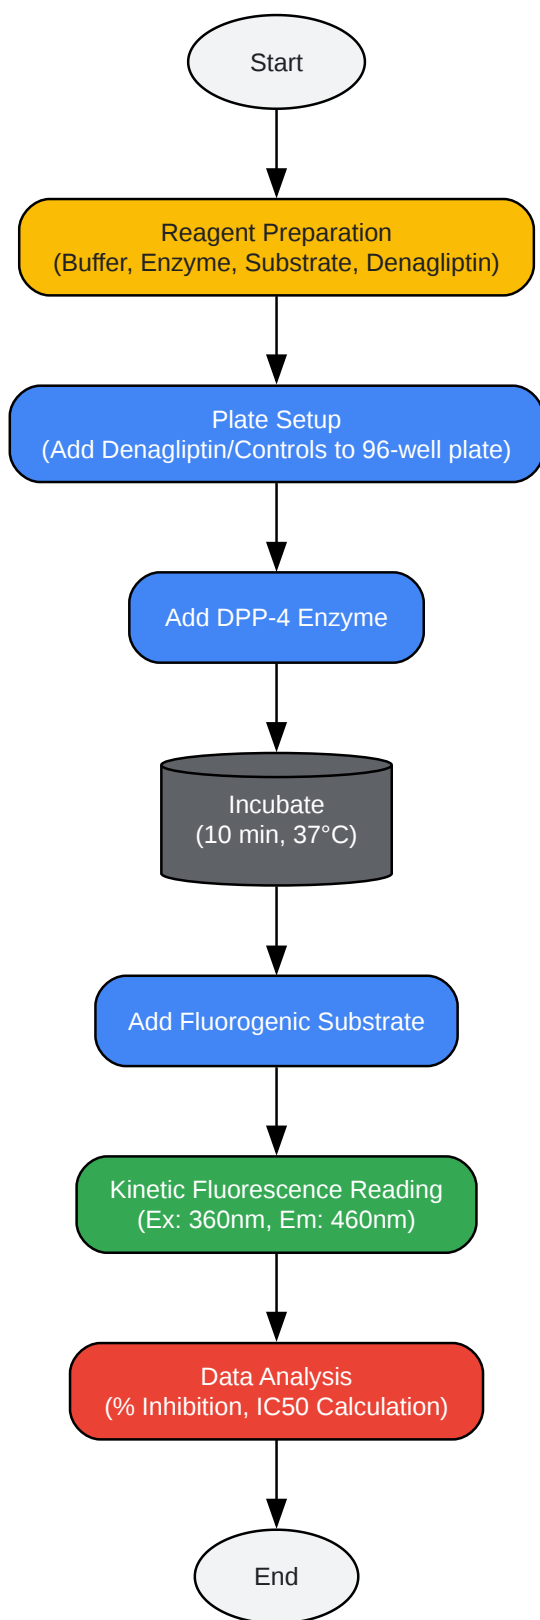 Start
Reagent Preparation
(Buffer, Enzyme, Substrate, Denagliptin)
Plate Setup
(Add Denagliptin/Controls to 96-well plate)
Add DPP-4 Enzyme
Incubate
(10 min, 37°C)
Add Fluorogenic Substrate
Kinetic Fluorescence Reading
(Ex: 360nm, Em: 460nm)
Data Analysis
(% Inhibition, IC50 Calculation)
End